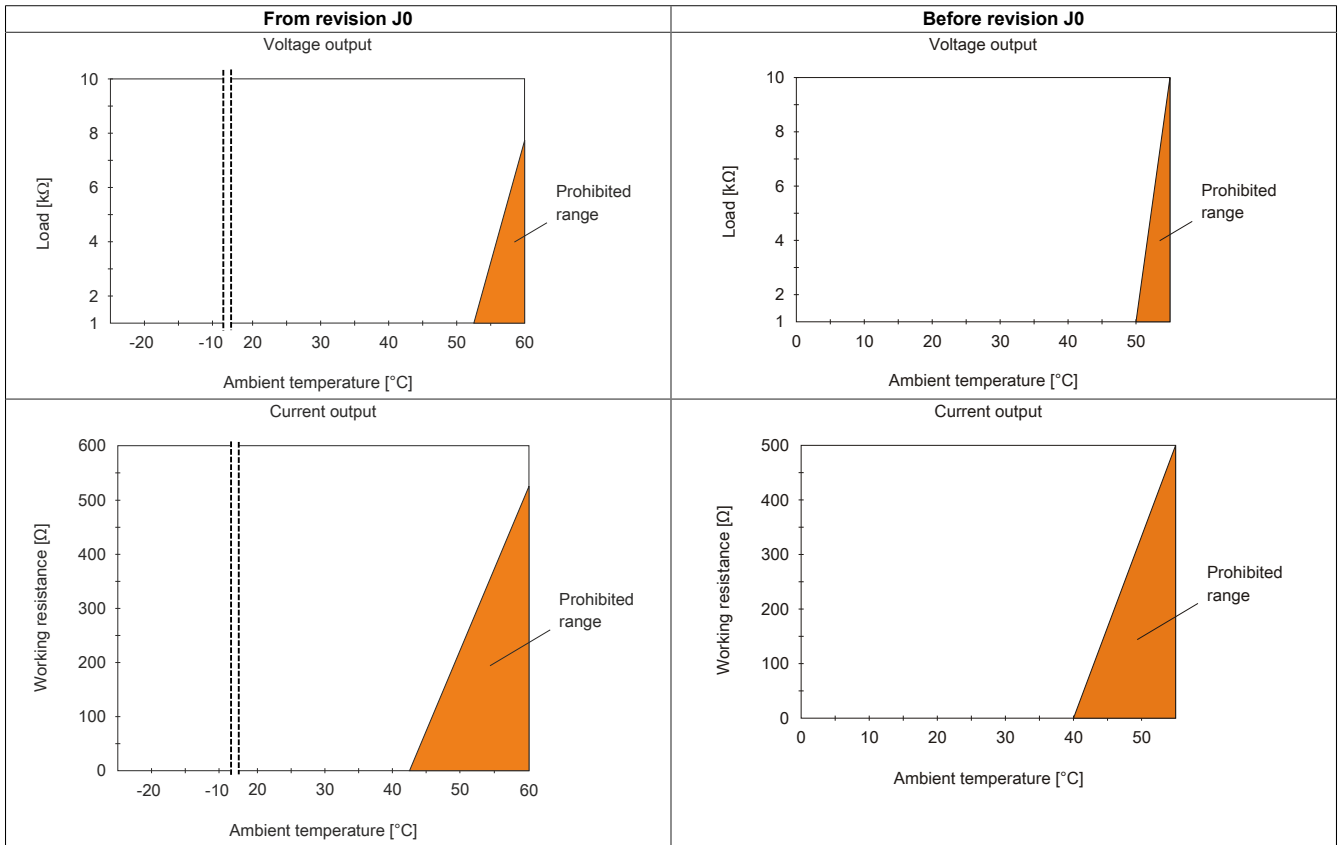 From revision J0
Before revision J0
Voltage output
10
8
6
4
2
1
Load [kΩ]
Prohibited
range
-20
-10
20
30
40
50
60
Ambient temperature [°C]
Voltage output
10
8
6
4
2
1
Load [kΩ]
Prohibited
range
0
10
20
30
40
50
Ambient temperature [°C]
Current output
600
500
400
300
200
100
0
Working resistance [Ω]
Prohibited
range
-20
-10
20
30
40
50
60
Ambient temperature [°C]
Current output
500
400
300
200
100
0
Working resistance [Ω]
Prohibited
range
0
10
20
30
40
50
Ambient temperature [°C]